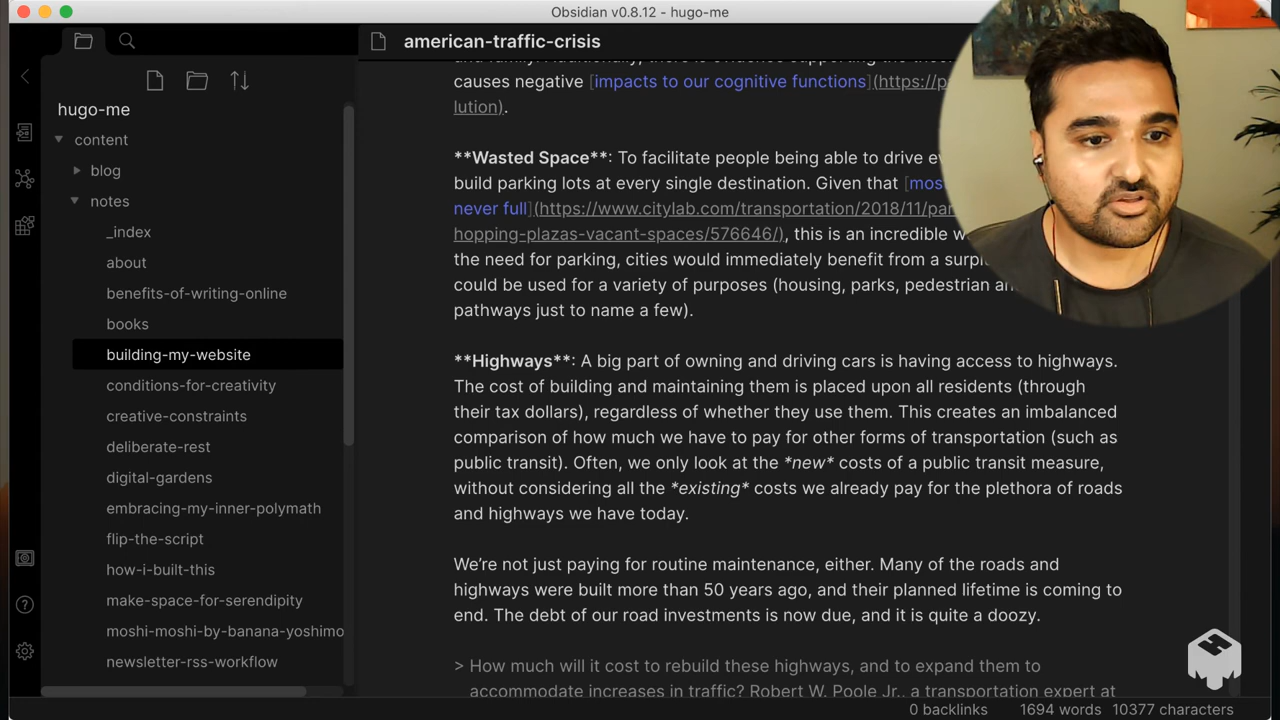 Obsidian v0.8.12 - hugo-me
american-traffic-crisis
hugo-me
content
blog
notes
_index
about
benefits-of-writing-online
books
building-my-website
conditions-for-creativity
creative-constraints
deliberate-rest
digital-gardens
embracing-my-inner-polymath
flip-the-script
how-i-built-this
make-space-for-serendipity
moshi-moshi-by-banana-yoshimo
newsletter-rss-workflow
causes negative [impacts to our cognitive functions](https://p
lution).
**Wasted Space**: To facilitate people being able to drive
build parking lots at every single destination. Given that [mos
never full](https://www.citylab.com/transportation/2018/11/par
hopping-plazas-vacant-spaces/576646/), this is an incredible
the need for parking, cities would immediately benefit from a
could be used for a variety of purposes (housing, parks, pedestrian
pathways just to name a few).
**Highways**: A big part of owning and driving cars is having access to highways.
The cost of building and maintaining them is placed upon all residents (through
their tax dollars), regardless of whether they use them. This creates an imbalanced
comparison of how much we have to pay for other forms of transportation (such as
public transit). Often, we only look at the *new* costs of a public transit measure,
without considering all the *existing* costs we already pay for the plethora of roads
and highways we have today.
We're not just paying for routine maintenance, either. Many of the roads and
highways were built more than 50 years ago, and their planned lifetime is coming to
end. The debt of our road investments is now due, and it is quite a doozy.
> How much will it cost to rebuild these highways, and to expand them to
accommodate increases in traffic? Robert W. Poole Jr., a transportation expert at
0 backlinks 1694 words 10377 characters